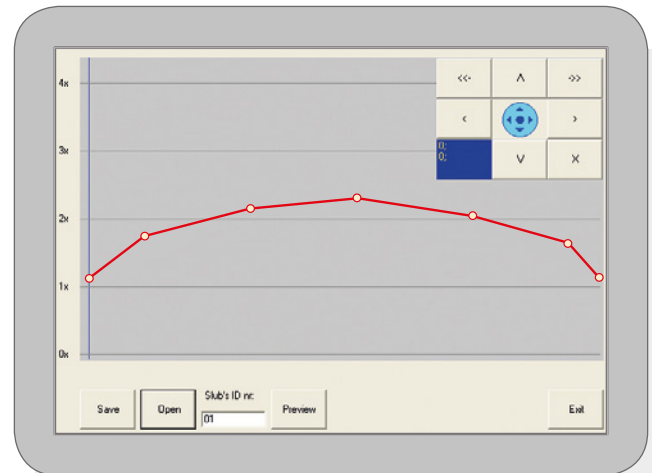 4x
3x
2x
1x
0x
<<- ʌ ->>
< >
0;
0;
v x
Save Open Slub's ID nr: Preview Exit
01